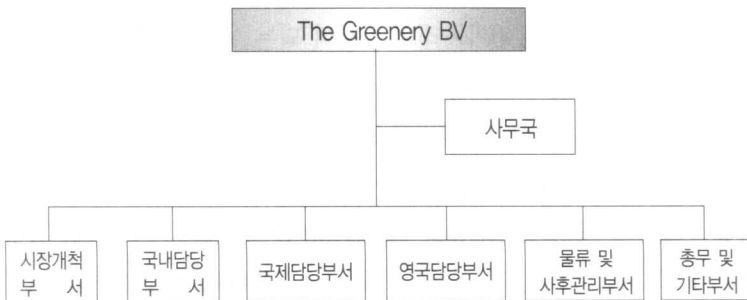 The Greenery BV
사무국
시장개척
부 서
국내담당
부 서
국제담당부서
영국담당부서
물류 및
사후관리부서
총무 및
기타부서